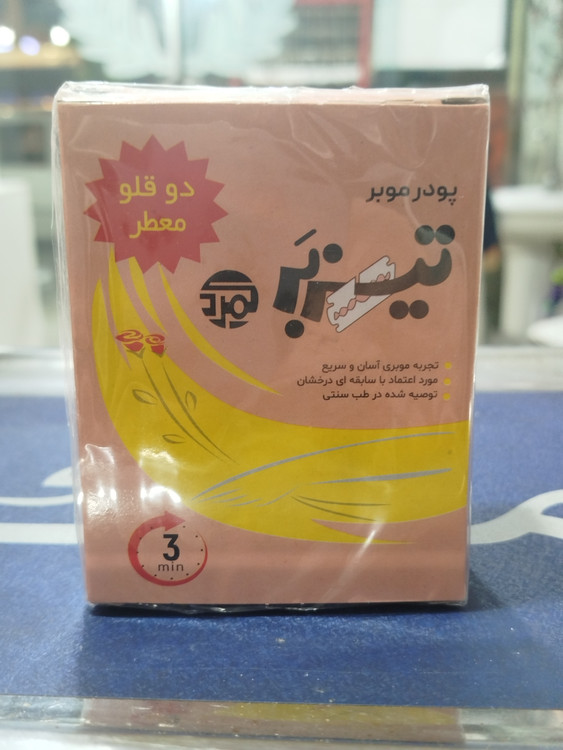 دو قلو
معطر
پودر موبر
تیزبَر
تجربه موبری آسان و سریع
مورد اعتماد با سابقه ای درخشان
توصیه شده در طب سنتی
3
min